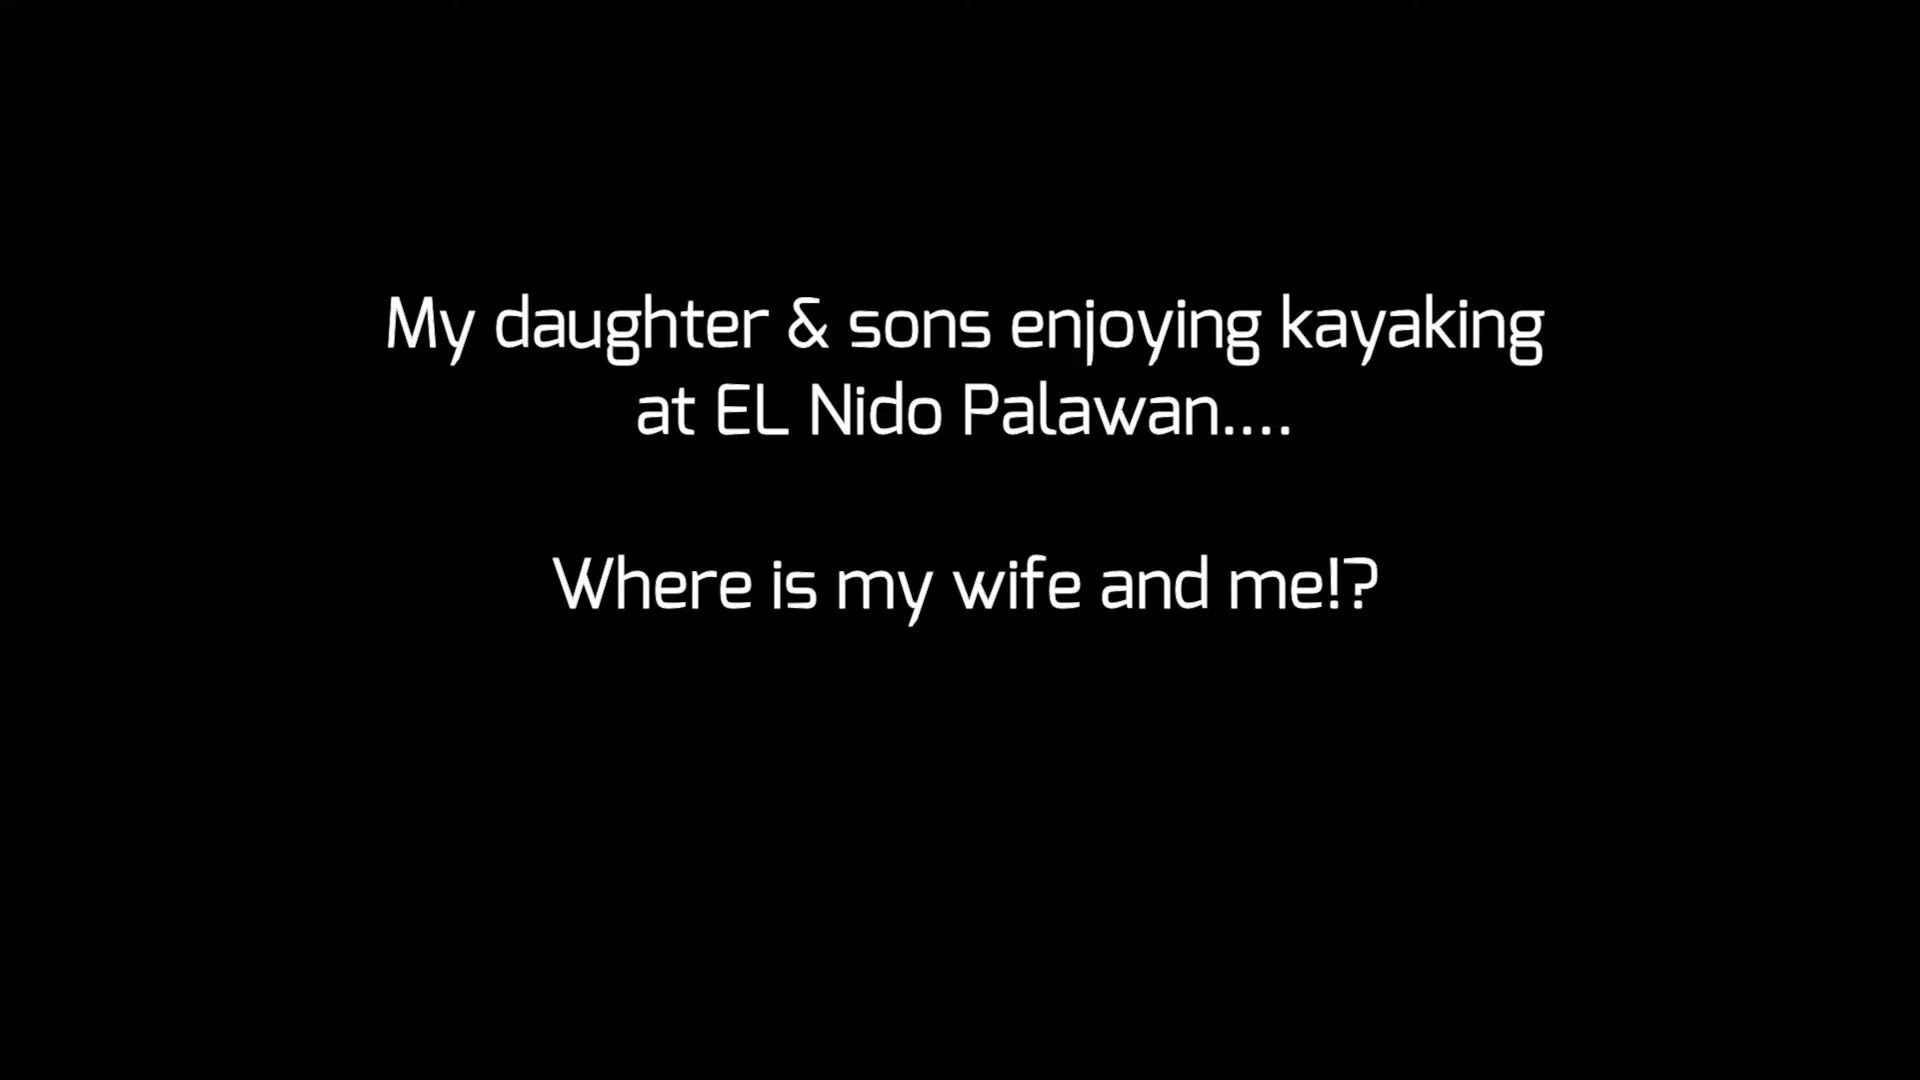 My daughter & sons enjoying kayaking
at EL Nido Palawan....
Where is my wife and me!?